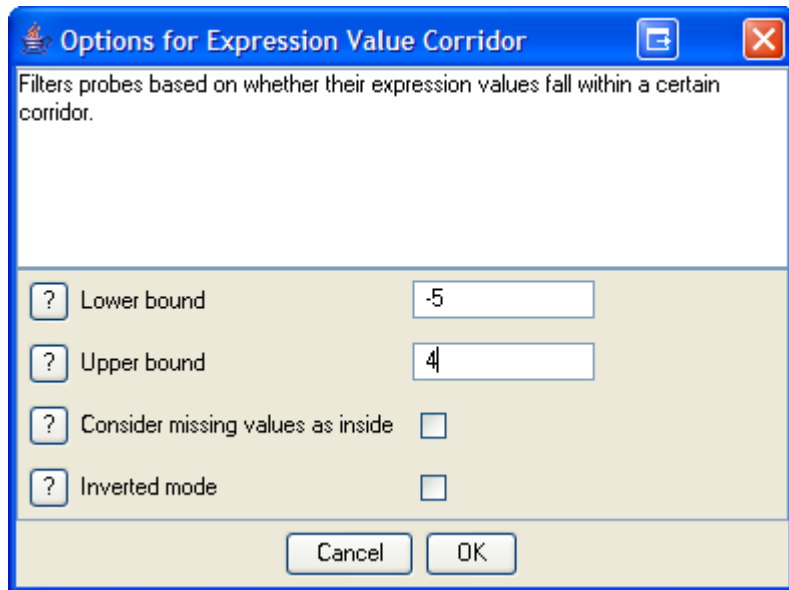 Options for Expression Value Corridor
Filters probes based on whether their expression values fall within a certain
corridor.
? Lower bound -5
? Upper bound 4
? Consider missing values as inside
? Inverted mode
Cancel OK